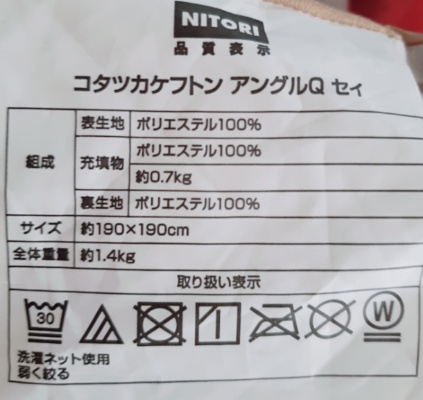 NITORI
品質表示
コタツカケフトン アングルQ セイ
組成
表生地 ポリエステル100%
充填物 ポリエステル100%
約0.7kg
裏生地 ポリエステル100%
サイズ 約190×190cm
全体重量 約1.4kg
取り扱い表示
30
W
洗濯ネット使用
弱く絞る